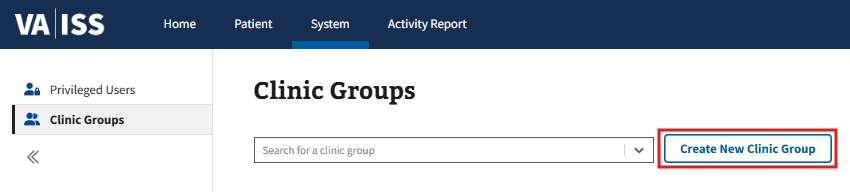 VA ISS Home Patient System Activity Report
Privileged Users
Clinic Groups
Clinic Groups
Search for a clinic group
Create New Clinic Group